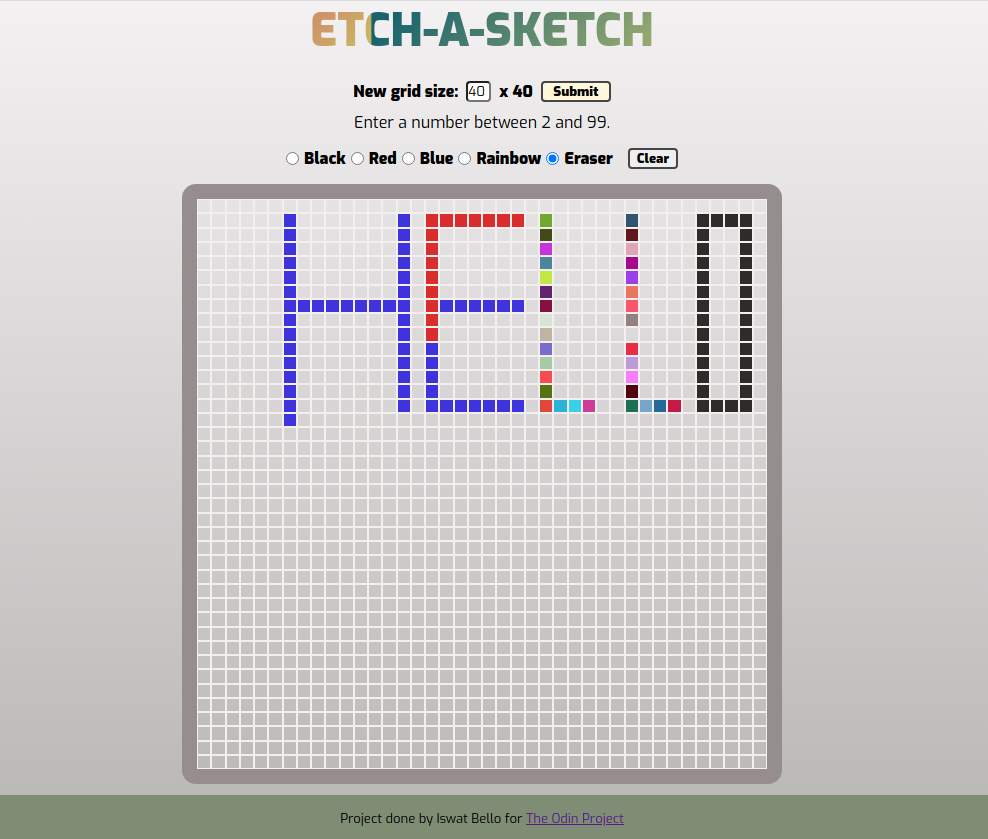 ETCH-A-SKETCH
New grid size: 40 x 40 Submit
Enter a number between 2 and 99.
Black Red Blue Rainbow Eraser Clear
HELLO
Project done by Iswat Bello for The Odin Project